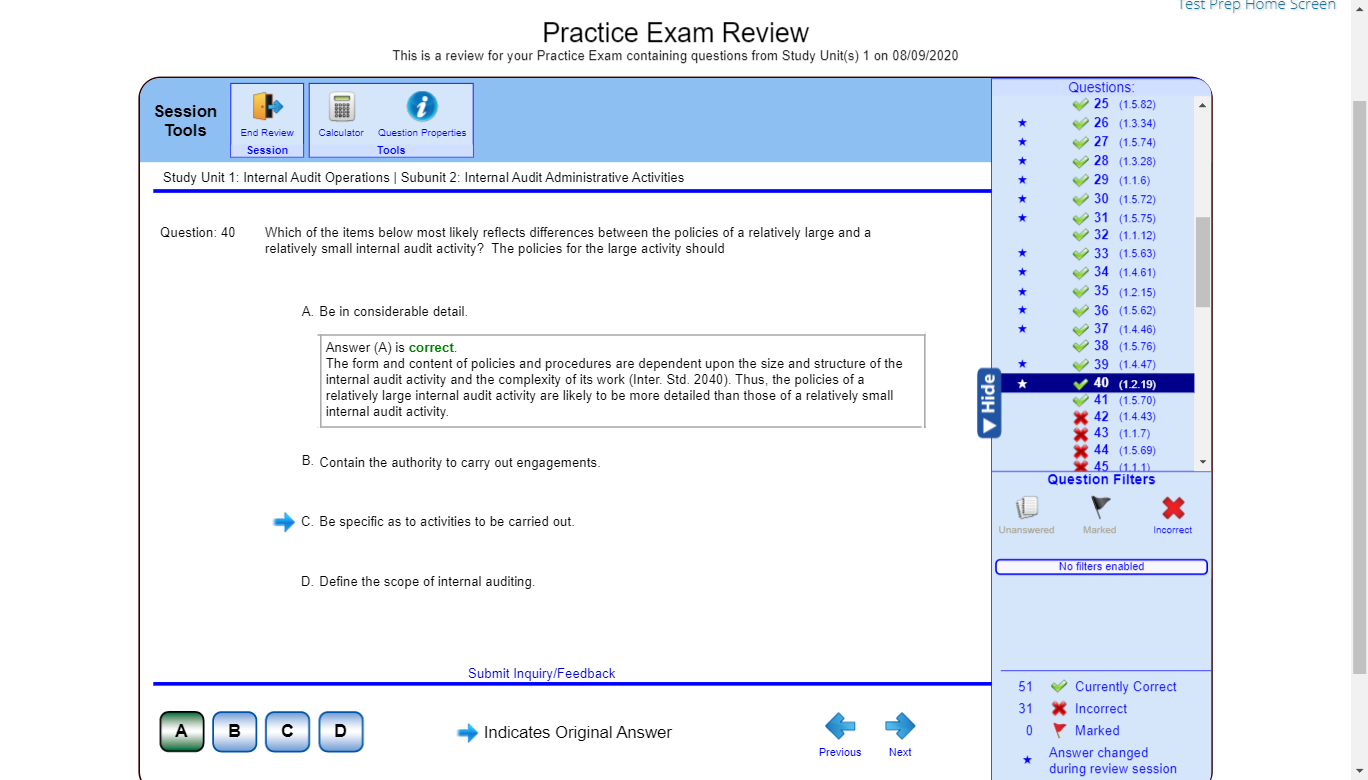 Test Prep Home Screen
Practice Exam Review
This is a review for your Practice Exam containing questions from Study Unit(s) 1 on 08/09/2020
Session
Tools
End Review
Session
Calculator
Question Properties
Tools
Study Unit 1: Internal Audit Operations | Subunit 2: Internal Audit Administrative Activities
Question: 40
Which of the items below most likely reflects differences between the policies of a relatively large and a
relatively small internal audit activity? The policies for the large activity should
A. Be in considerable detail.
Answer (A) is correct.
The form and content of policies and procedures are dependent upon the size and structure of the
internal audit activity and the complexity of its work (Inter. Std. 2040). Thus, the policies of a
relatively large internal audit activity are likely to be more detailed than those of a relatively small
internal audit activity.
B. Contain the authority to carry out engagements.
C. Be specific as to activities to be carried out.
D. Define the scope of internal auditing.
Submit Inquiry/Feedback
A
B
C
D
Indicates Original Answer
Previous
Next
Questions:
25 (1.5.82)
26 (1.3.34)
27 (1.5.74)
28 (1.3.28)
29 (1.1.6)
30 (1.5.72)
31 (1.5.75)
32 (1.1.12)
33 (1.5.63)
34 (1.4.61)
35 (1.2.15)
36 (1.5.62)
37 (1.4.46)
38 (1.5.76)
39 (1.4.47)
40 (1.2.19)
41 (1.5.70)
42 (1.4.43)
43 (1.1.7)
44 (1.5.69)
45 (1.1.1)
Hide
Question Filters
Unanswered
Marked
Incorrect
No filters enabled
51 Currently Correct
31 Incorrect
0 Marked
Answer changed
during review session